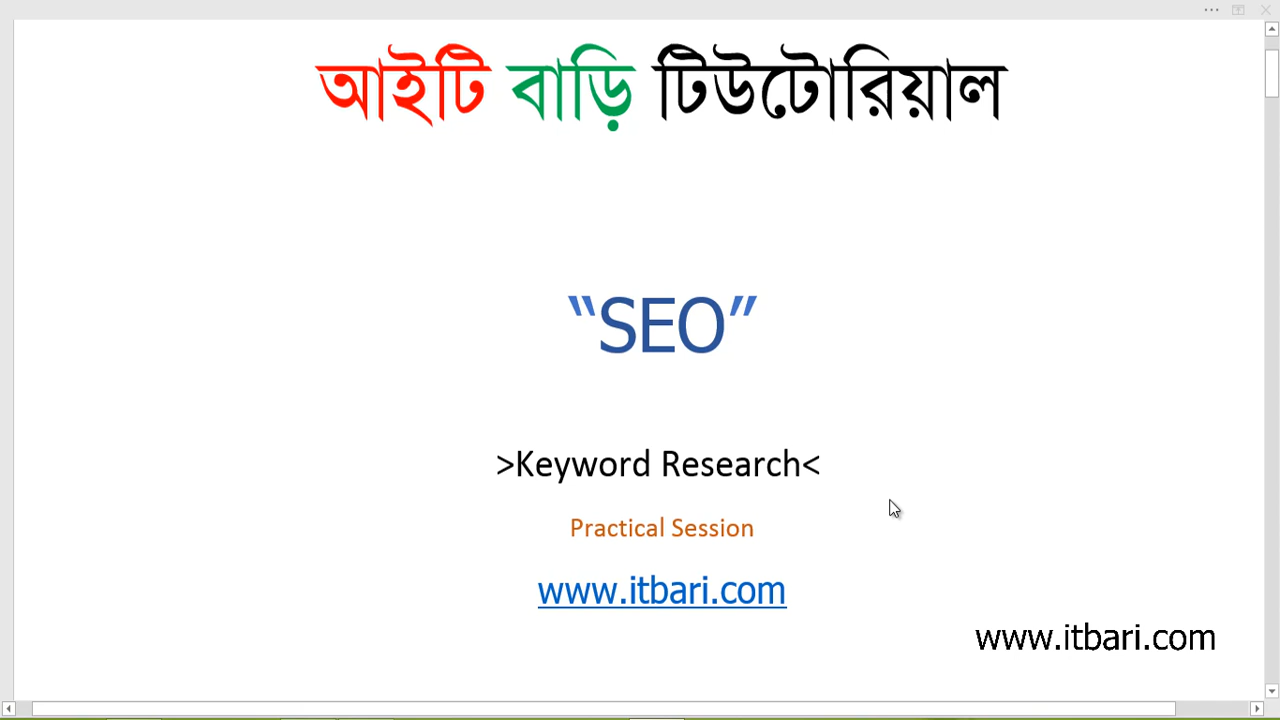 আইটি বাড়ি টিউটোরিয়াল
“SEO”
>Keyword Research<
Practical Session
www.itbari.com
www.itbari.com